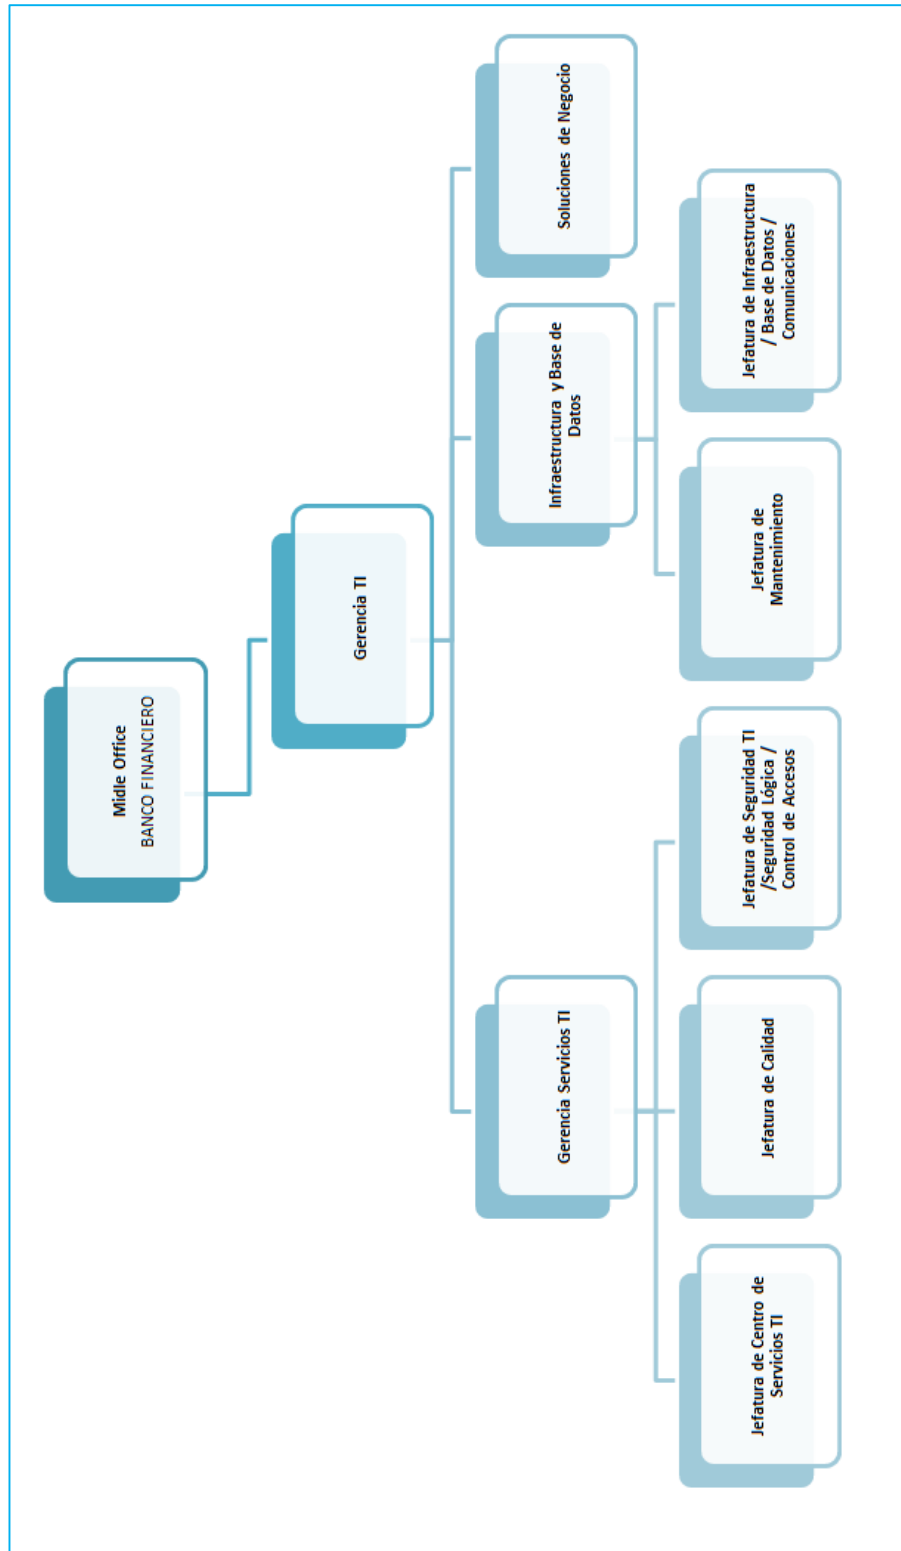 Midle Office
BANCO FINANCIERO
Gerencia TI
Gerencia Servicios TI
Infraestructura y Base de
Datos
Soluciones de Negocio
Jefatura de Centro de
Servicios TI
Jefatura de Calidad
Jefatura de Seguridad TI
/Seguridad Lógica /
Control de Accesos
Jefatura de
Mantenimiento
Jefatura de Infraestructura
/ Base de Datos /
Comunicaciones